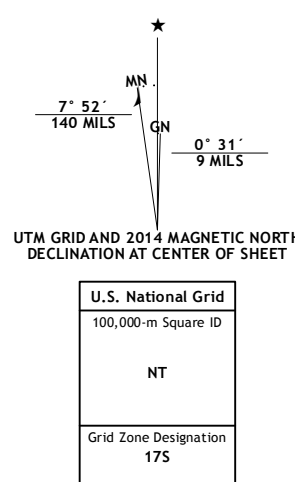 ★
MN
7° 52´
140 MILS
GN
0° 31´
9 MILS
UTM GRID AND 2014 MAGNETIC NORTH
DECLINATION AT CENTER OF SHEET
U.S. National Grid
100,000-m Square ID
NT
Grid Zone Designation
17S